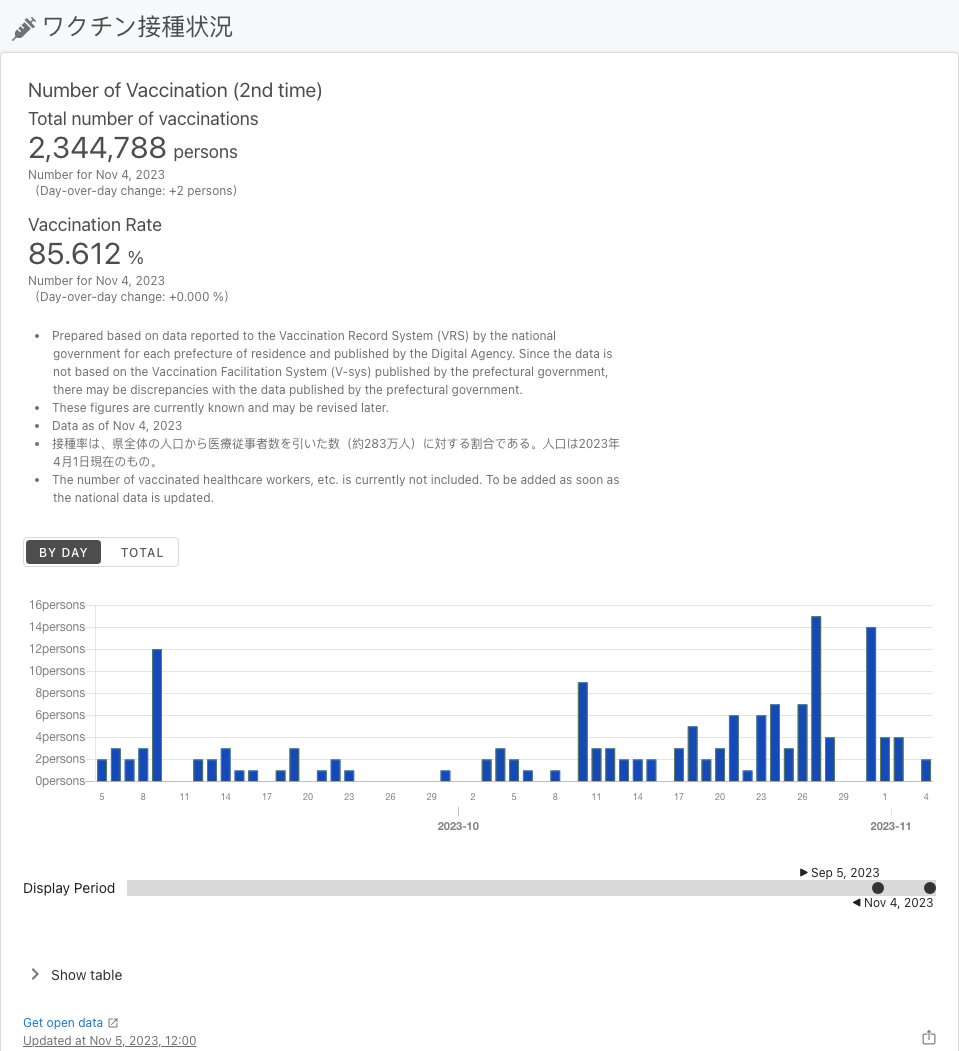 ワクチン接種状況
Number of Vaccination (2nd time)
Total number of vaccinations
2,344,788 persons
Number for Nov 4, 2023
(Day-over-day change: +2 persons)
Vaccination Rate
85.612 %
Number for Nov 4, 2023
(Day-over-day change: +0.000 %)
• Prepared based on data reported to the Vaccination Record System (VRS) by the national
government for each prefecture of residence and published by the Digital Agency. Since the data is
not based on the Vaccination Facilitation System (V-sys) published by the prefectural government,
there may be discrepancies with the data published by the prefectural government.
• These figures are currently known and may be revised later.
• Data as of Nov 4, 2023
• 接種率は、県全体の人口から医療従事者数を引いた数（約283万人）に対する割合である。人口は2023年
4月1日現在のもの。
• The number of vaccinated healthcare workers, etc. is currently not included. To be added as soon as
the national data is updated.
BY DAY TOTAL
16persons
14persons
12persons
10persons
8persons
6persons
4persons
2persons
0persons
5 8 11 14 17 20 23 26 29 2 5 8 11 14 17 20 23 26 29 1 4
2023-10 2023-11
Sep 5, 2023
Display Period
Nov 4, 2023
Show table
Get open data
Updated at Nov 5, 2023, 12:00